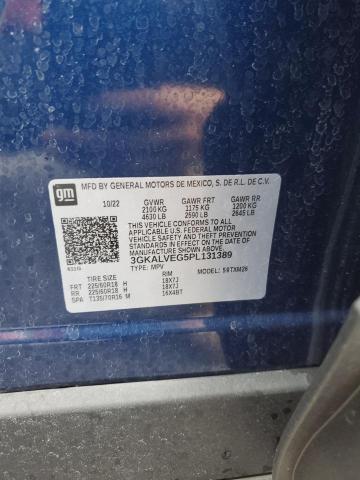 gm
MFD BY GENERAL MOTORS DE MEXICO, S. DE R.L. DE C.V.
10/22 GVWR GAWR FRT GAWR RR
2100 KG 1175 KG 1200 KG
4630 LB 2590 LB 2645 LB
THIS VEHICLE CONFORMS TO ALL
APPLICABLE U.S. FEDERAL MOTOR
VEHICLE SAFETY, BUMPER, AND THEFT
PREVENTION STANDARDS IN EFFECT ON
THE DATE OF MANUFACTURE SHOWN ABOVE.
3GKALVEG5PL131389
TYPE: MPV MODEL: S9TXM26
TIRE SIZE RIM
FRT 225/60R18 H 18X7J
RR 225/60R18 H 18X7J
SPA T135/70R16 M 16X4BT